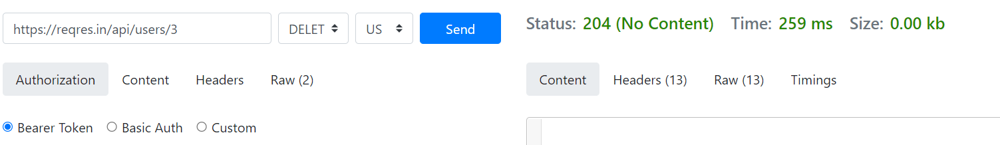 https://reqres.in/api/users/3 DELET US Send
Status: 204 (No Content) Time: 259 ms Size: 0.00 kb
Authorization Content Headers Raw (2)
Content Headers (13) Raw (13) Timings
Bearer Token Basic Auth Custom